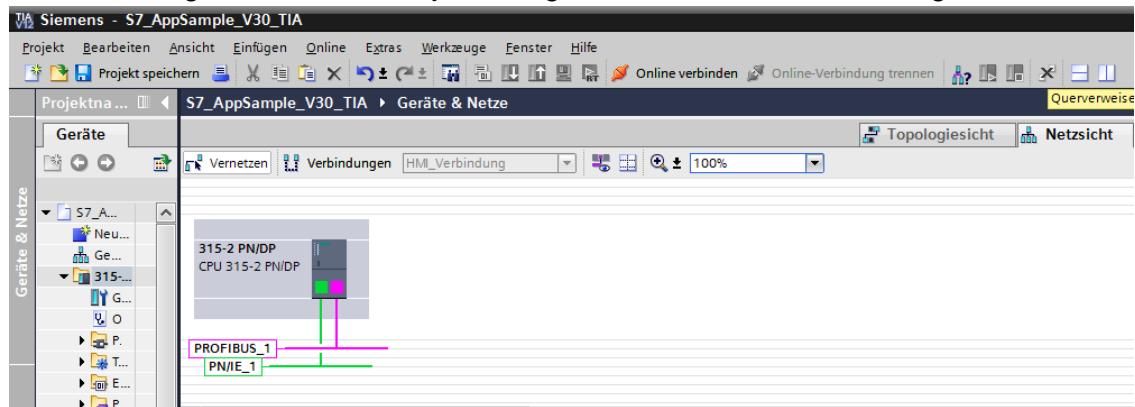 Siemens - S7_AppSample_V30_TIA
Projekt Bearbeiten Ansicht Einfügen Online Extras Werkzeuge Fenster Hilfe
Projekt speichern Online verbinden Online-Verbindung trennen
Projektna... S7_AppSample_V30_TIA Geräte & Netze Querverweise
Geräte Topologiesicht Netzsicht
Vernetzen Verbindungen HMI_Verbindung 100%
Geräte & Netze
S7_A...
Neu...
Ge...
315-...
G...
O
P.
T...
E...
P
315-2 PN/DP
CPU 315-2 PN/DP
PROFIBUS_1
PN/IE_1